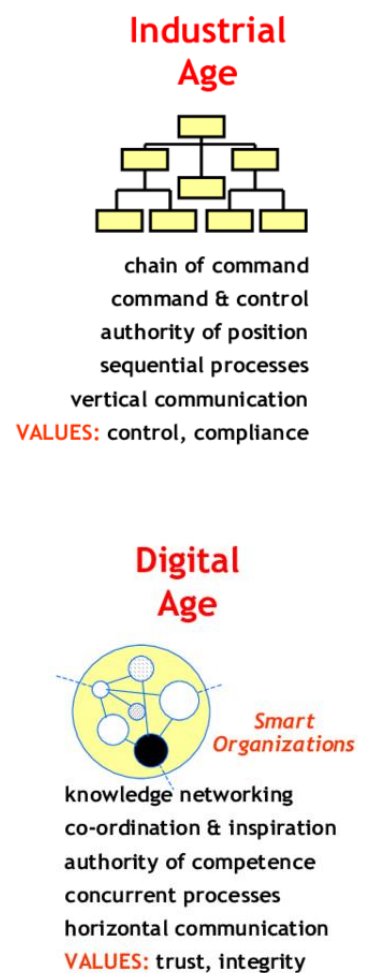 Industrial
Age
chain of command
command & control
authority of position
sequential processes
vertical communication
VALUES: control, compliance
Digital
Age
Smart
Organizations
knowledge networking
co-ordination & inspiration
authority of competence
concurrent processes
horizontal communication
VALUES: trust, integrity